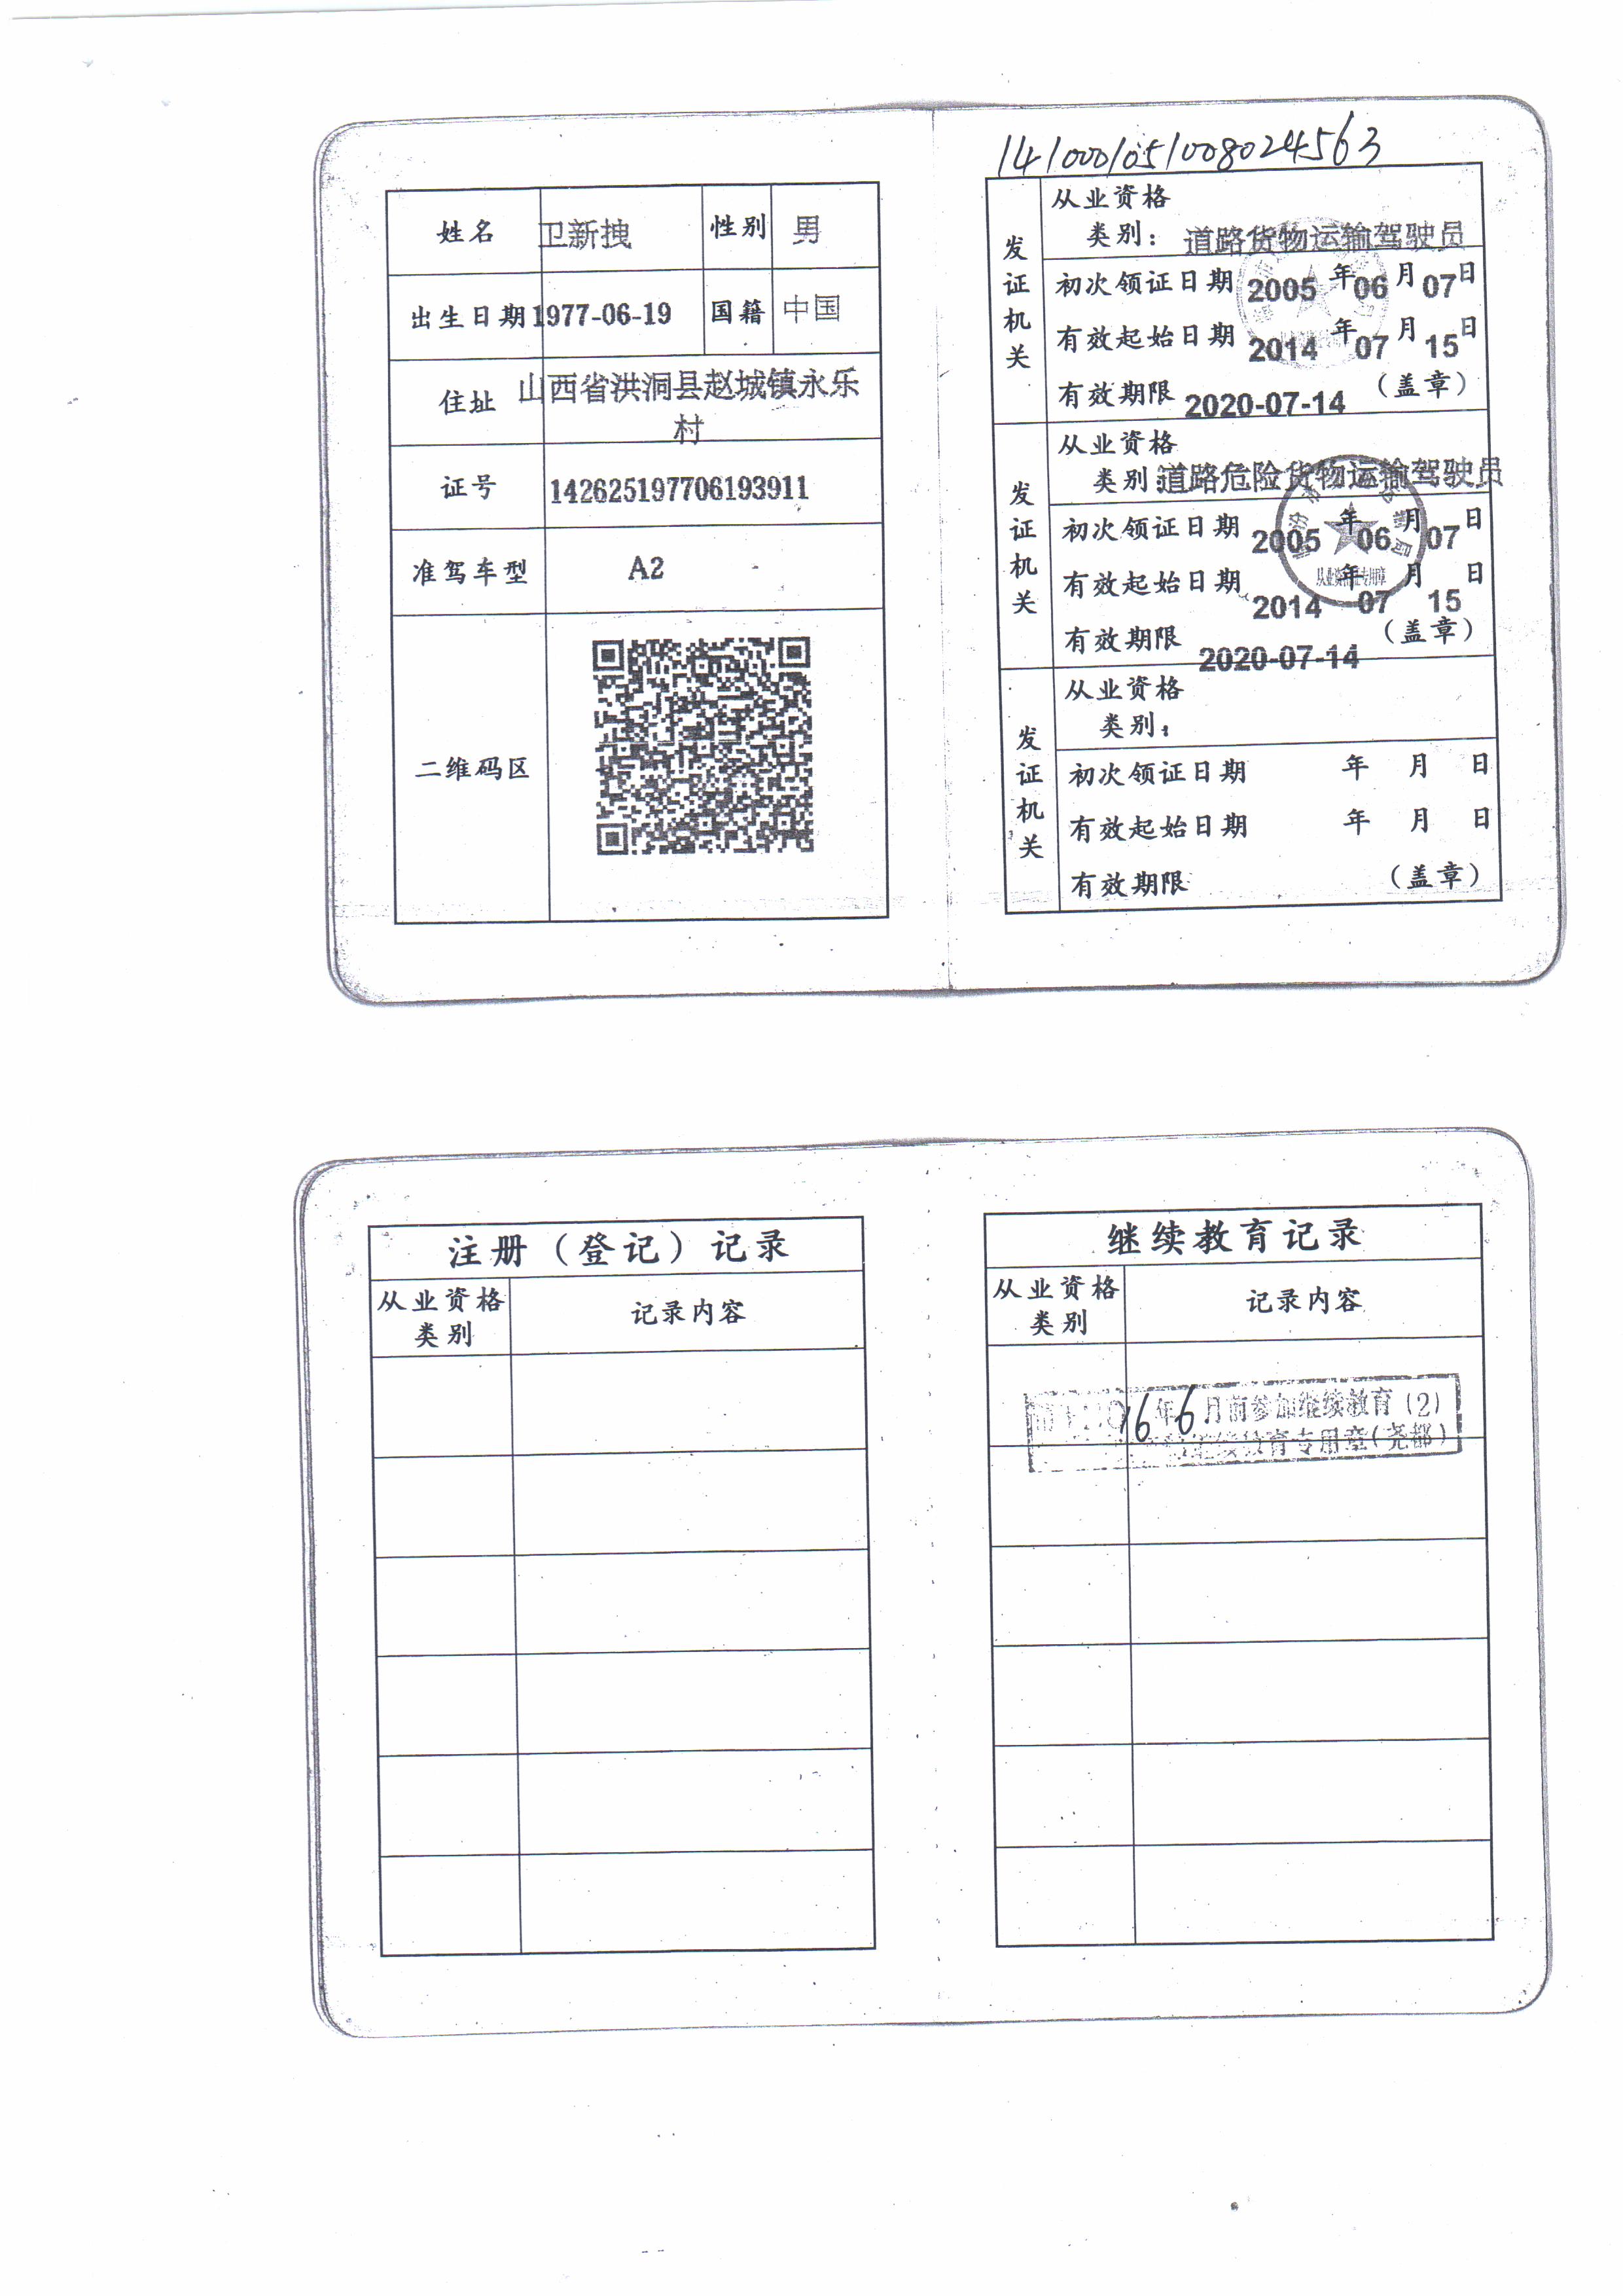 姓名 卫新拽 性别 男
出生日期 1977-06-19 国籍 中国
住址 山西省洪洞县赵城镇永乐
村
证号 142625197706193911
准驾车型 A2
二维码区
1410001051008024563
发证机关
从业资格
类别：道路货物运输驾驶员
初次领证日期 2005 年 06 月 07 日
有效起始日期 2014 年 07 月 15 日
有效期限 2020-07-14 （盖章）
发证机关
从业资格
类别：道路危险货物运输驾驶员
初次领证日期 2005 年 06 月 07 日
有效起始日期 2014 年 07 月 15 日
从业资格证专用章
有效期限 2020-07-14 （盖章）
发证机关
从业资格
类别：
初次领证日期 年 月 日
有效起始日期 年 月 日
有效期限 （盖章）
注册（登记）记录
从业资格
类别
记录内容
继续教育记录
从业资格
类别
记录内容
16年6月前参加继续教育(2)
继续教育专用章(尧都)